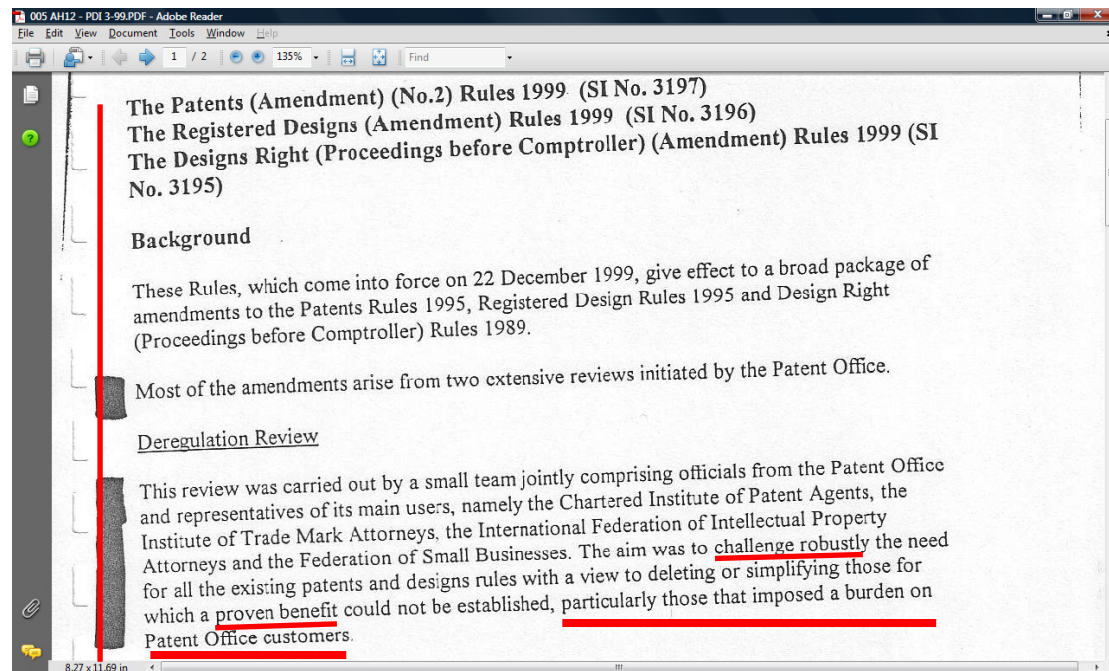 005 AH12 - PDI 3-99.PDF - Adobe Reader
File Edit View Document Tools Window Help
1 / 2 135% Find
The Patents (Amendment) (No.2) Rules 1999 (SI No. 3197)
The Registered Designs (Amendment) Rules 1999 (SI No. 3196)
The Designs Right (Proceedings before Comptroller) (Amendment) Rules 1999 (SI
No. 3195)
Background
These Rules, which come into force on 22 December 1999, give effect to a broad package of
amendments to the Patents Rules 1995, Registered Design Rules 1995 and Design Right
(Proceedings before Comptroller) Rules 1989.
Most of the amendments arise from two extensive reviews initiated by the Patent Office.
Deregulation Review
This review was carried out by a small team jointly comprising officials from the Patent Office
and representatives of its main users, namely the Chartered Institute of Patent Agents, the
Institute of Trade Mark Attorneys, the International Federation of Intellectual Property
Attorneys and the Federation of Small Businesses. The aim was to challenge robustly the need
for all the existing patents and designs rules with a view to deleting or simplifying those for
which a proven benefit could not be established, particularly those that imposed a burden on
Patent Office customers.
8.27 x 11.69 in